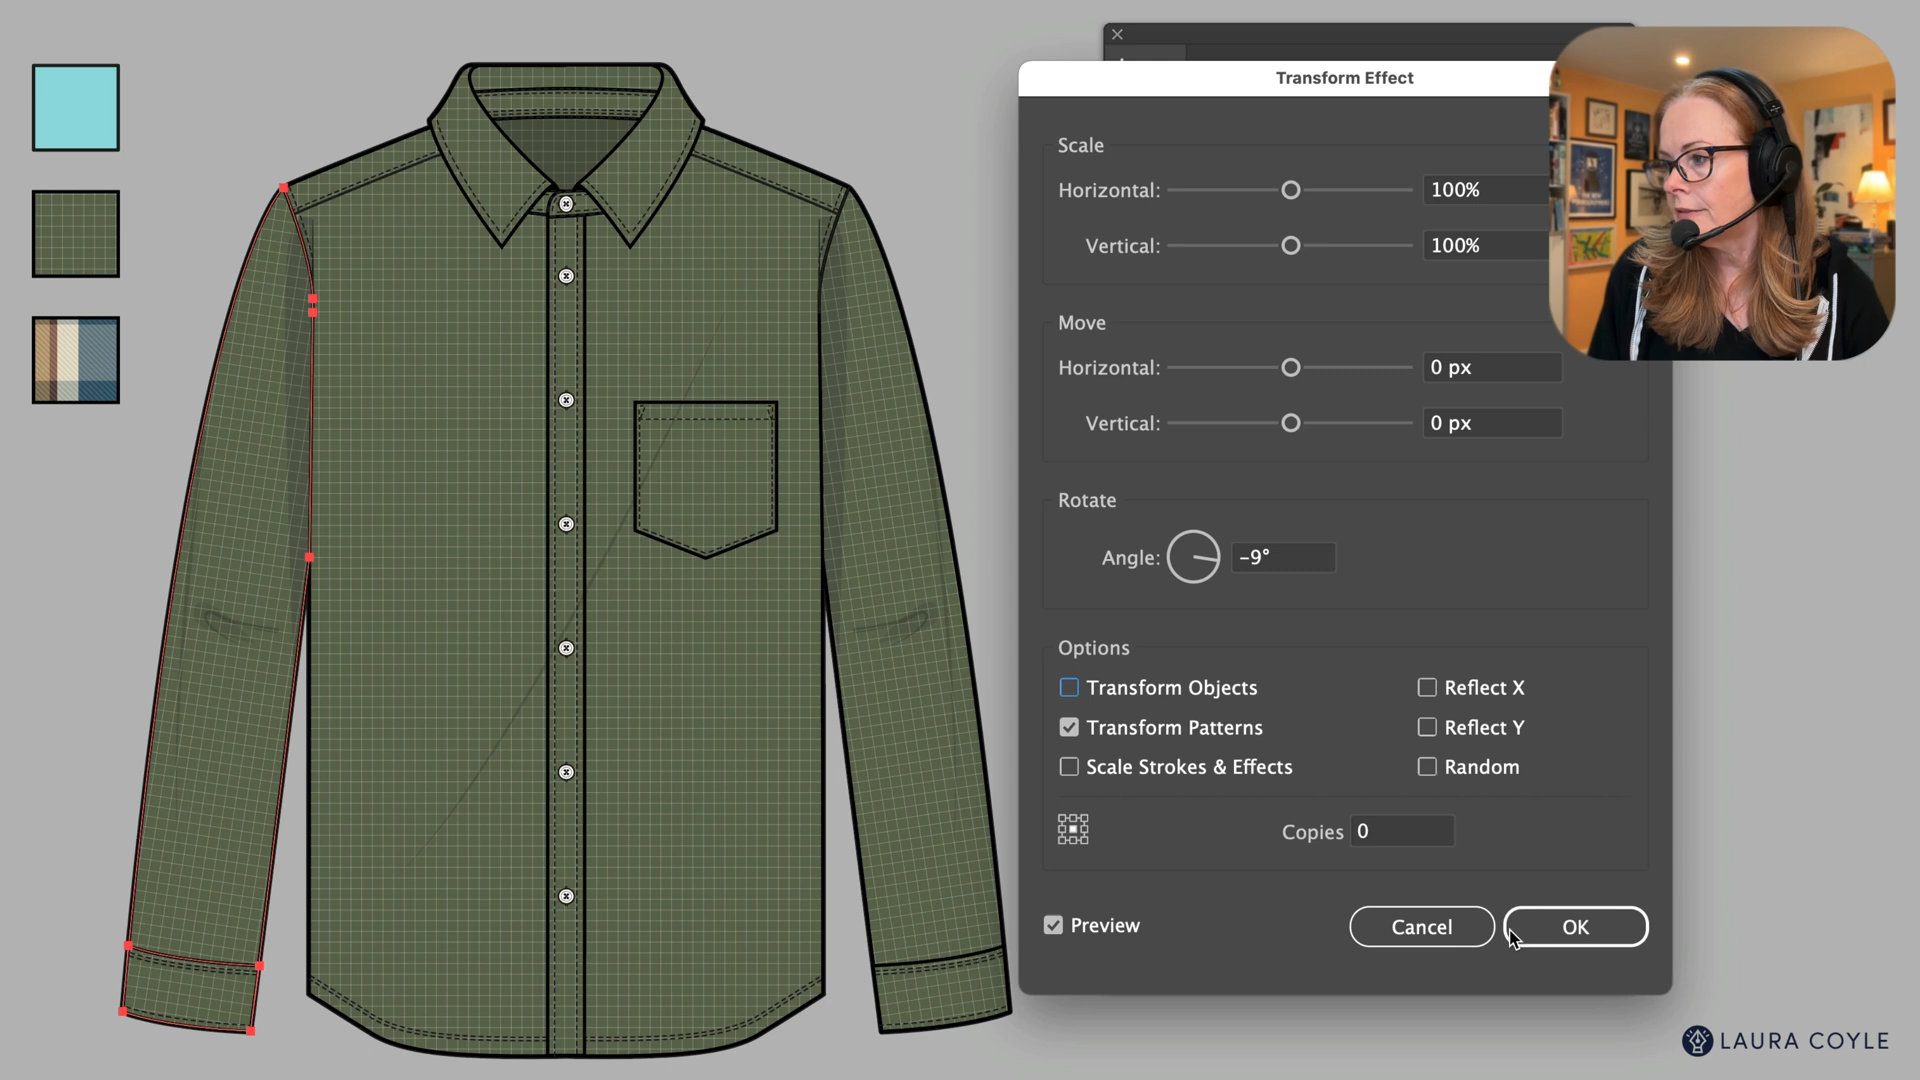 Transform Effect
Scale
Horizontal: 100%
Vertical: 100%
Move
Horizontal: 0 px
Vertical: 0 px
Rotate
Angle: -9°
Options
Transform Objects Reflect X
Transform Patterns Reflect Y
Scale Strokes & Effects Random
Copies 0
Preview Cancel OK
LAURA COYLE